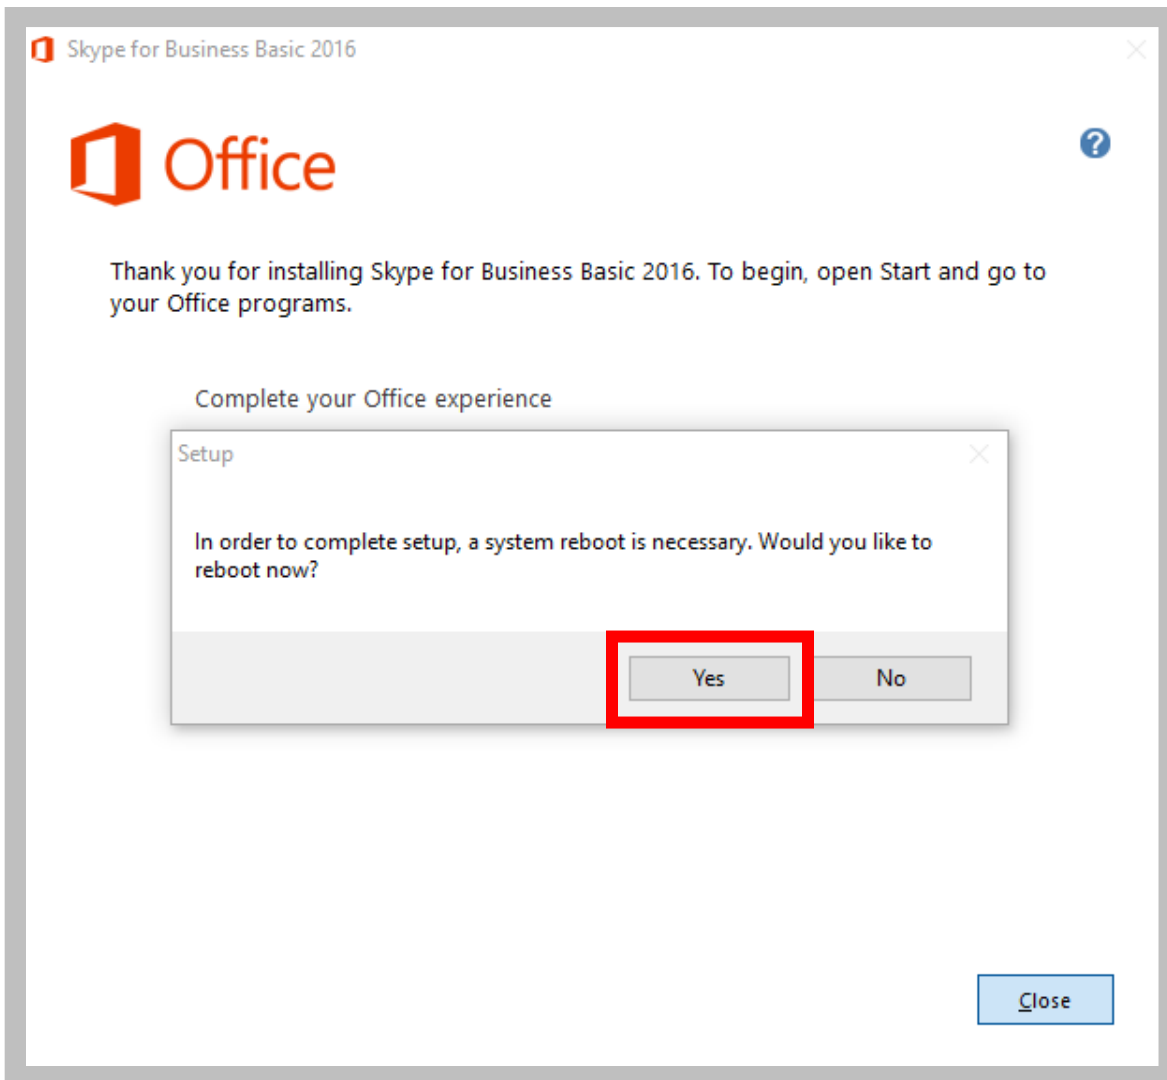 Skype for Business Basic 2016
Office
?
Thank you for installing Skype for Business Basic 2016. To begin, open Start and go to
your Office programs.
Complete your Office experience
Setup
In order to complete setup, a system reboot is necessary. Would you like to
reboot now?
Yes No
Close